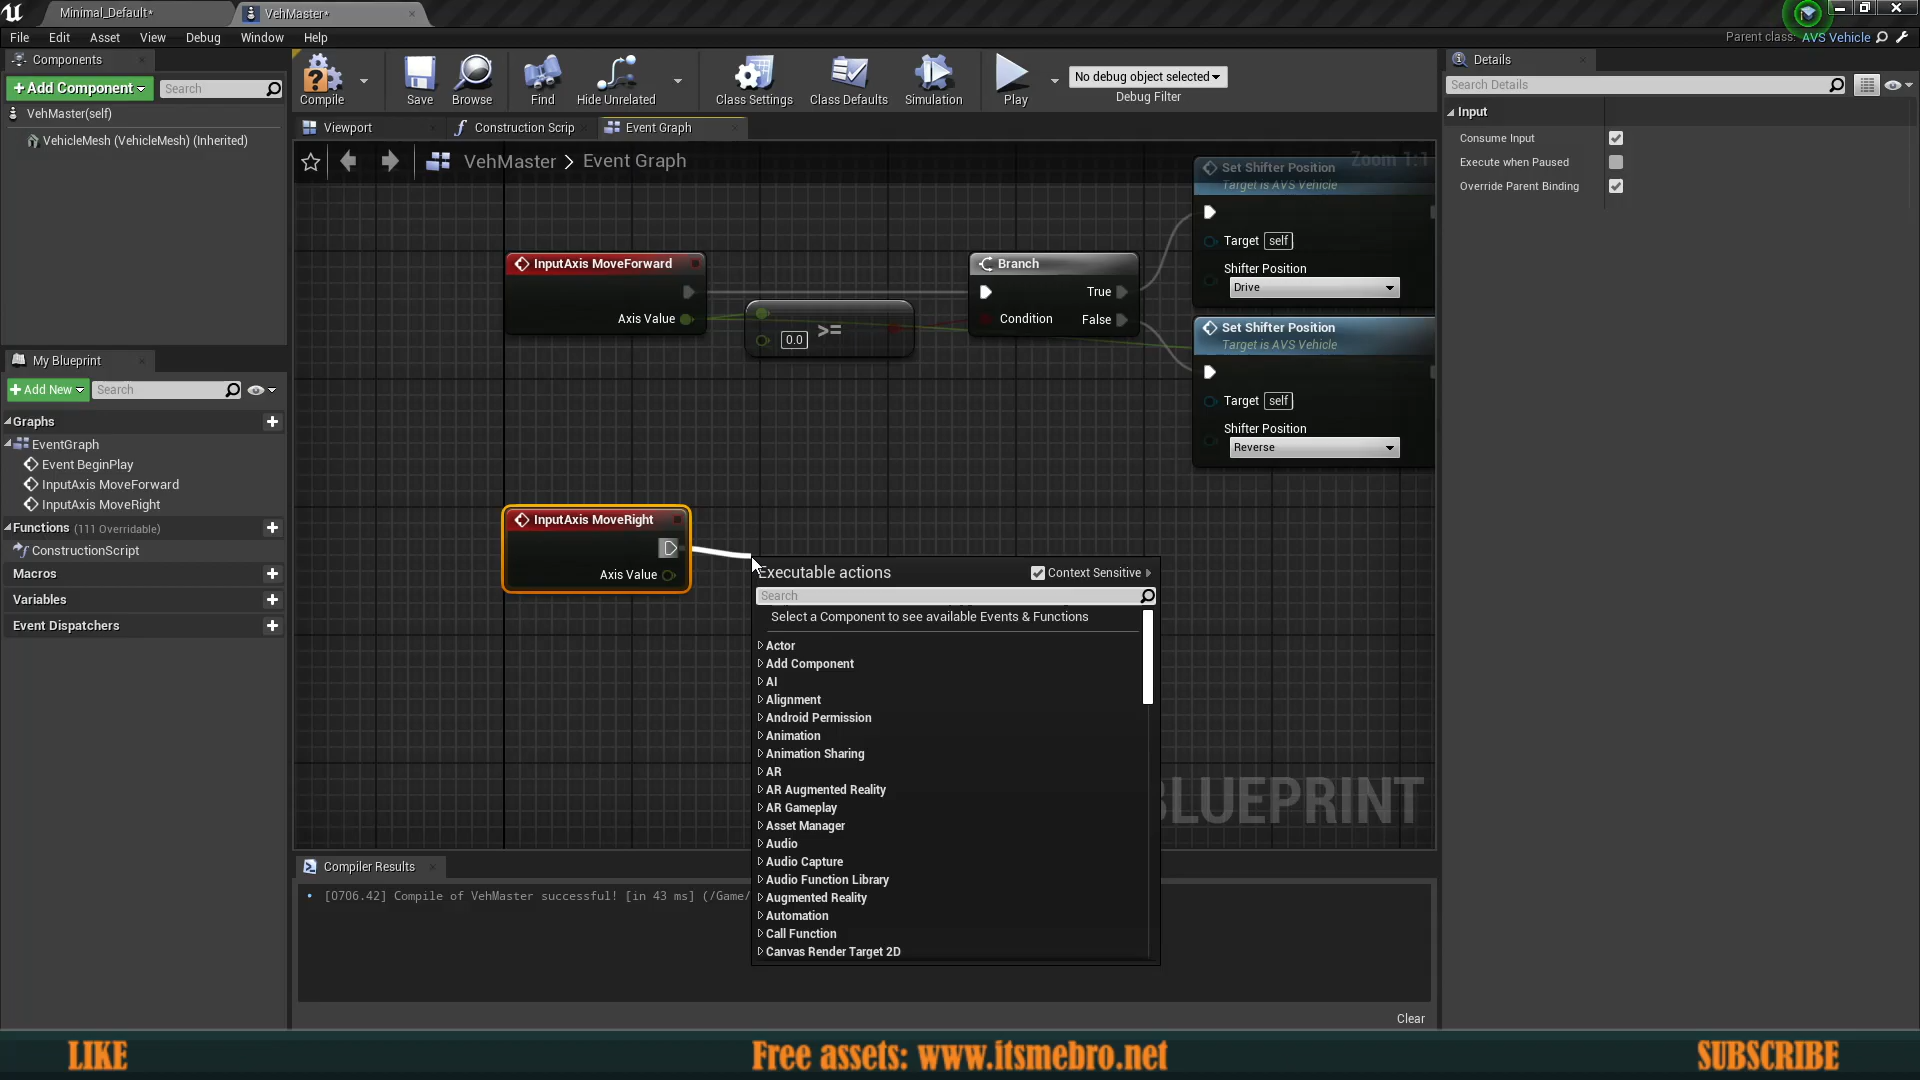 Minimal_Default*
VehMaster*
File Edit Asset View Debug Window Help
Parent class: AVS Vehicle
Components
+Add Component
Search
VehMaster(self)
VehicleMesh (VehicleMesh) (Inherited)
Compile
Save
Browse
Find
Hide Unrelated
Class Settings
Class Defaults
Simulation
Play
No debug object selected
Debug Filter
Viewport
Construction Scrip
Event Graph
VehMaster > Event Graph
Zoom 1:1
Details
Search Details
Input
Consume Input
Execute when Paused
Override Parent Binding
My Blueprint
+Add New
Search
Graphs
EventGraph
Event BeginPlay
InputAxis MoveForward
InputAxis MoveRight
Functions (111 Overridable)
ConstructionScript
Macros
Variables
Event Dispatchers
InputAxis MoveForward
Axis Value
0.0
>=
Branch
True
Condition
False
Set Shifter Position
Target is AVS Vehicle
Target self
Shifter Position
Drive
Set Shifter Position
Target is AVS Vehicle
Target self
Shifter Position
Reverse
InputAxis MoveRight
Axis Value
Executable actions
Context Sensitive
Search
Select a Component to see available Events & Functions
Actor
Add Component
AI
Alignment
Android Permission
Animation
Animation Sharing
AR
AR Augmented Reality
AR Gameplay
Asset Manager
Audio
Audio Capture
Audio Function Library
Augmented Reality
Automation
Call Function
Canvas Render Target 2D
BLUEPRINT
Compiler Results
[0706.42] Compile of VehMaster successful! [in 43 ms] (/Game/
Clear
LIKE
Free assets: www.itsmebro.net
SUBSCRIBE